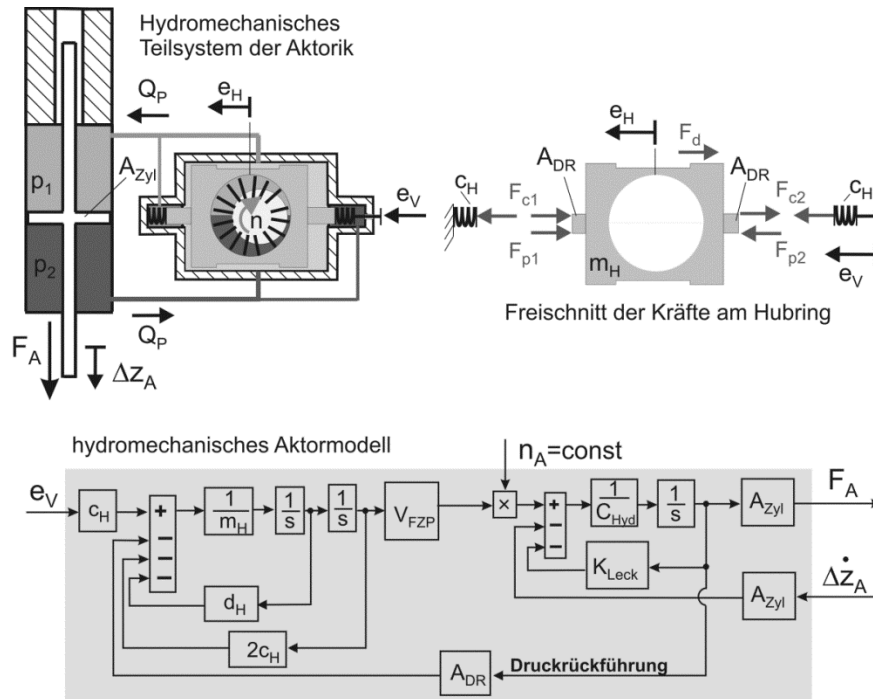 Hydromechanisches
Teilsystem der Aktorik
Q_P
e_H
p_1
A_Zyl
n
e_V
p_2
Q_P
F_A
Δz_A
e_H
F_d
A_DR
A_DR
c_H
F_c1
F_c2
c_H
F_p1
m_H
F_p2
e_V
Freischnitt der Kräfte am Hubring
hydromechanisches Aktormodell
n_A=const
e_V
F_A
c_H
+
−
−
−
1/m_H
1/s
1/s
V_FZP
×
+
−
−
1/C_Hyd
1/s
A_Zyl
K_Leck
d_H
A_Zyl
Δż_A
2c_H
A_DR
Druckrückführung